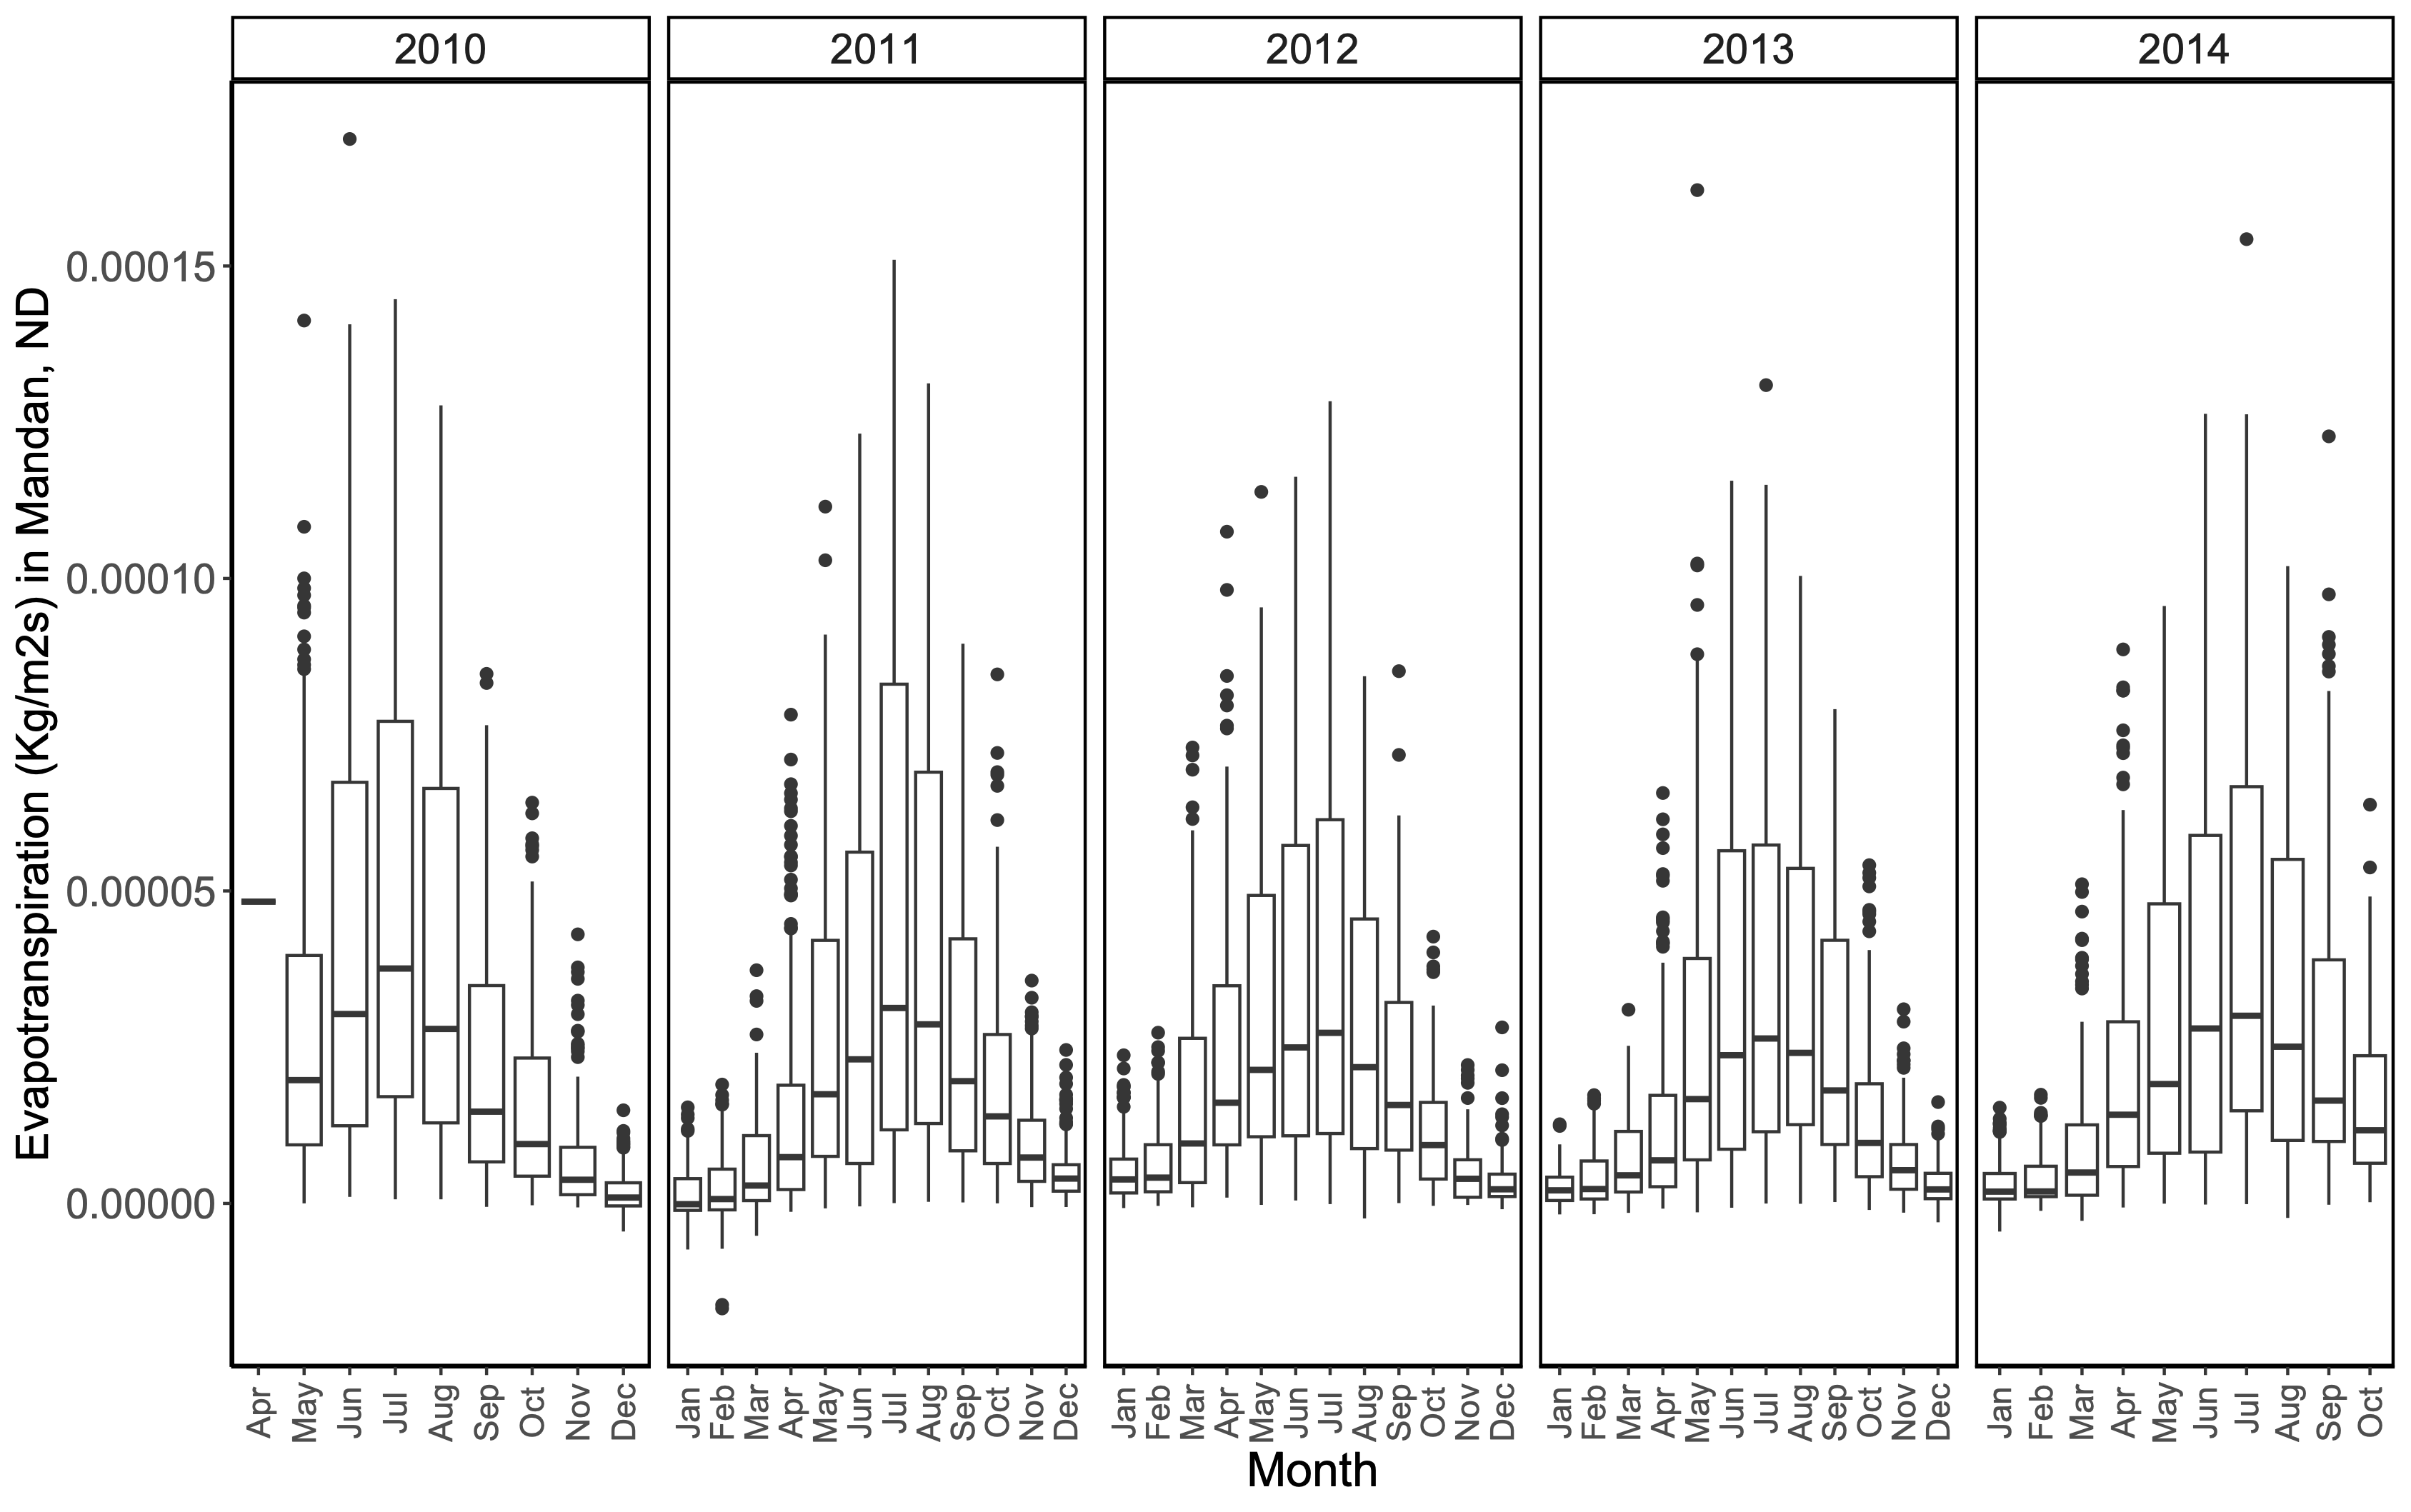 2010 2011 2012 2013 2014
Evapotranspiration (Kg/m2s) in Mandan, ND
0.00015
0.00010
0.00005
0.00000
Apr May Jun Jul Aug Sep Oct Nov Dec Jan Feb Mar Apr May Jun Jul Aug Sep Oct Nov Dec Jan Feb Mar Apr May Jun Jul Aug Sep Oct Nov Dec Jan Feb Mar Apr May Jun Jul Aug Sep Oct Nov Dec Jan Feb Mar Apr May Jun Jul Aug Sep Oct
Month